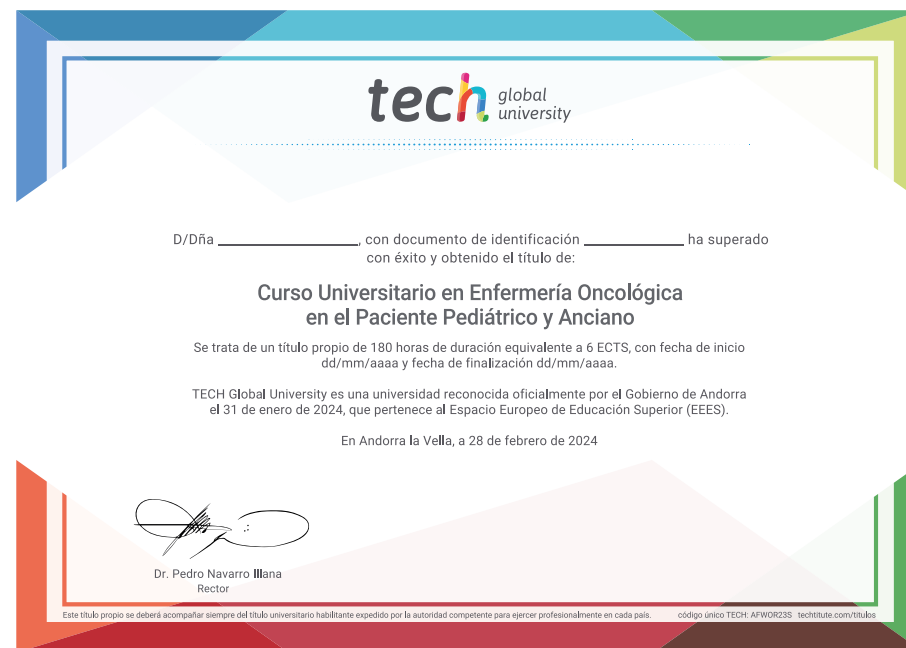 tech global university
D/Dña ____________________, con documento de identificación ______________ ha superado
con éxito y obtenido el título de:
Curso Universitario en Enfermería Oncológica
en el Paciente Pediátrico y Anciano
Se trata de un título propio de 180 horas de duración equivalente a 6 ECTS, con fecha de inicio
dd/mm/aaaa y fecha de finalización dd/mm/aaaa.
TECH Global University es una universidad reconocida oficialmente por el Gobierno de Andorra
el 31 de enero de 2024, que pertenece al Espacio Europeo de Educación Superior (EEES).
En Andorra la Vella, a 28 de febrero de 2024
Dr. Pedro Navarro Illana
Rector
Este título propio se deberá acompañar siempre del título universitario habilitante expedido por la autoridad competente para ejercer profesionalmente en cada país. código único TECH: AFWOR23S techtitute.com/titulos